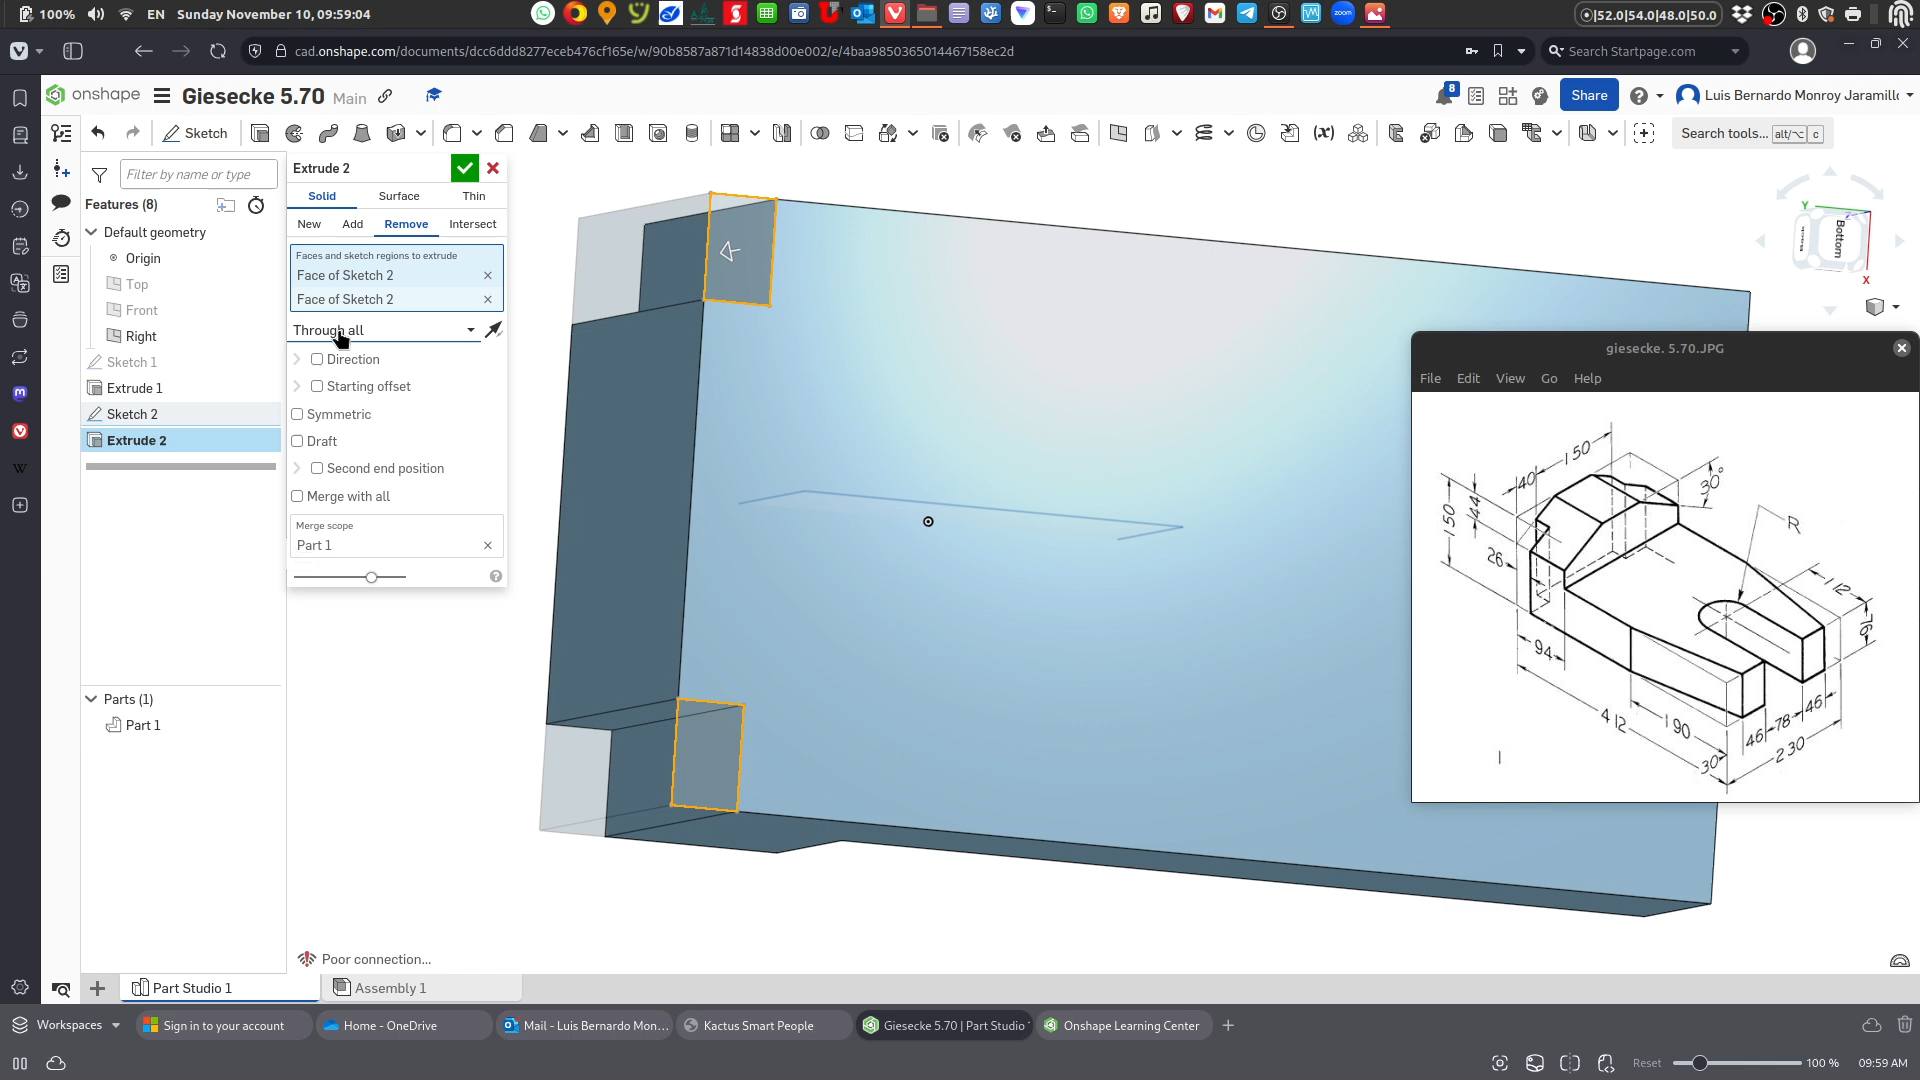 100% EN Sunday November 10, 09:59:04
zoom
|52.0|54.0|48.0|50.0
cad.onshape.com/documents/dcc6ddd8277eceb476cf165e/w/90b8587a871d14838d00e002/e/4baa9850365014467158ec2d
Search Startpage.com
onshape Giesecke 5.70 Main
8
Share
Luis Bernardo Monroy Jaramill
Sketch
Search tools... alt/⌥ c
Filter by name or type
Features (8)
Default geometry
Origin
Top
Front
Right
Sketch 1
Extrude 1
Sketch 2
Extrude 2
Parts (1)
Part 1
Extrude 2
Solid Surface Thin
New Add Remove Intersect
Faces and sketch regions to extrude
Face of Sketch 2
Face of Sketch 2
Through all
Direction
Starting offset
Symmetric
Draft
Second end position
Merge with all
Merge scope
Part 1
Y
Z
Back
Bottom
X
giesecke. 5.70.JPG
File Edit View Go Help
150
40
30°
44
150
R
26
112
76
94
412
190
46
78
46
30°
230
1
Poor connection...
Part Studio 1
Assembly 1
Workspaces
Sign in to your account
Home - OneDrive
Mail - Luis Bernardo Mon...
Kactus Smart People
Giesecke 5.70 | Part Studio
Onshape Learning Center
Reset 100 % 09:59 AM